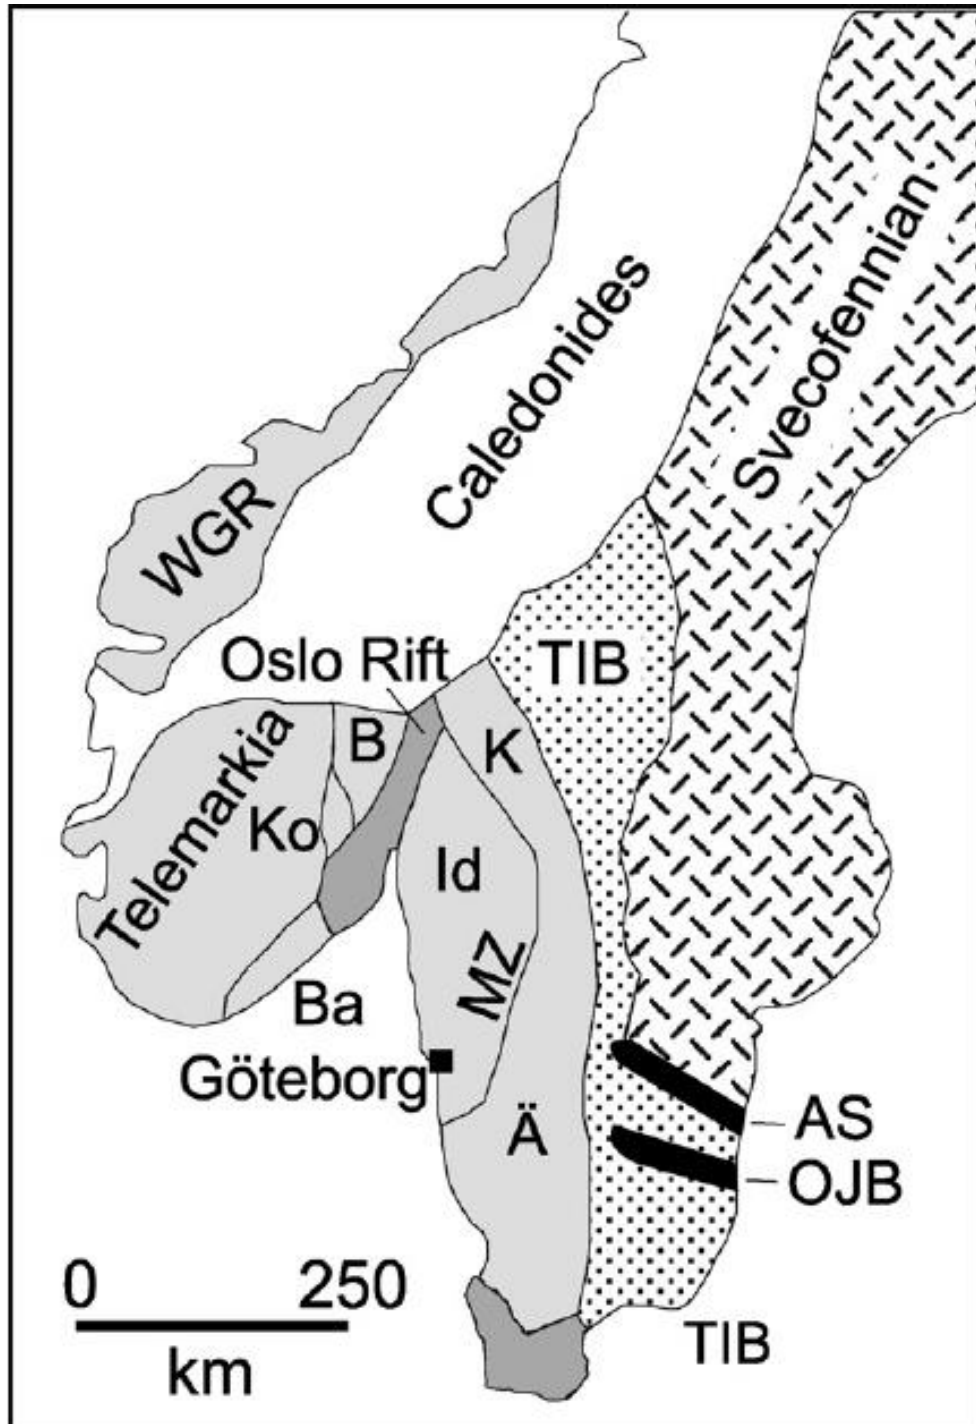 Svecofennian
Caledonides
WGR
Oslo Rift
TIB
B
K
Telemarkia
Ko
Id
MZ
Ba
Göteborg
Ä
AS
OJB
0 250
km
TIB